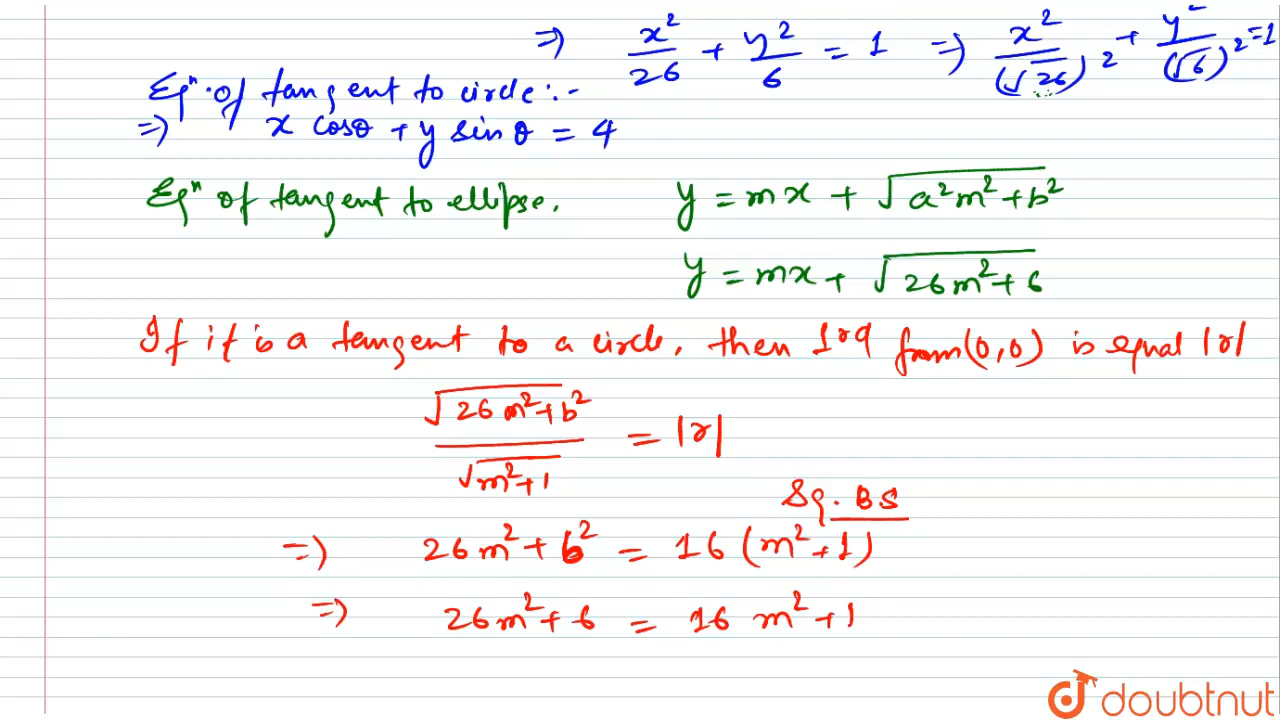 => x²/26 + y²/6 = 1 => x²/(√26)² + y²/(√6)² = 1
Eqⁿ. of tangent to circle :-
=> x cosθ + y sinθ = 4
Eqⁿ of tangent to ellipse. y = mx + √(a²m² + b²)
y = mx + √(26m² + 6)
If it is a tangent to a circle, then 1rq from (0,0) is equal |r|
√(26m² + b²) / √(m² + 1) = |r|
Sq. BS
=> 26m² + b² = 16 (m² + 1)
=> 26m² + 6 = 16 m² + 1
doubtnut